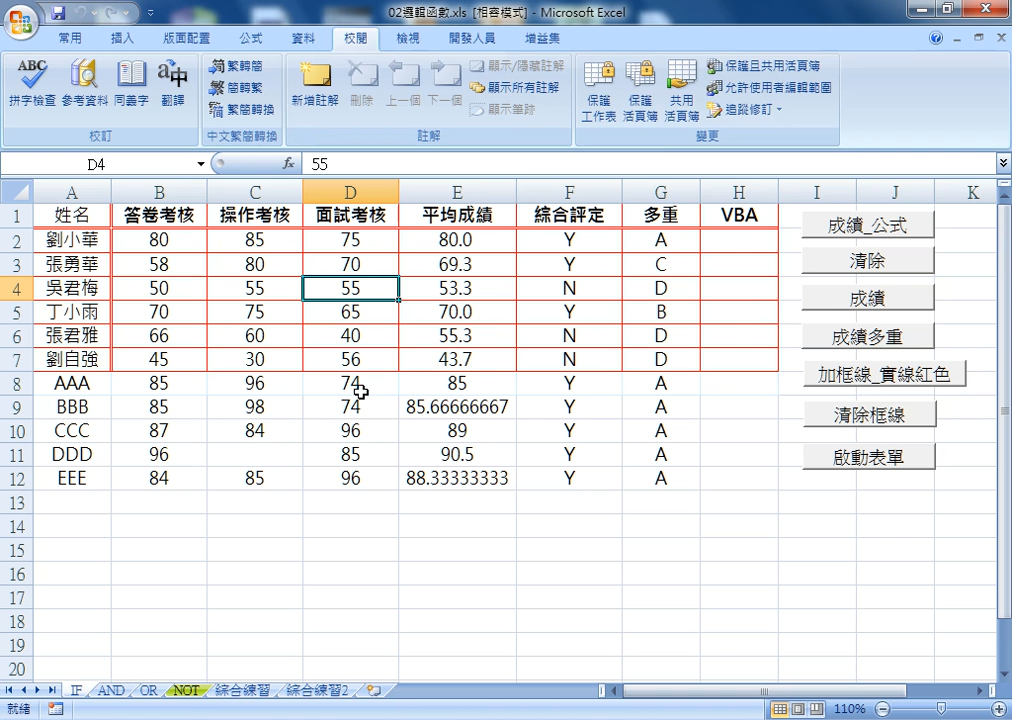 02邏輯函數.xls [相容模式] - Microsoft Excel
常用 插入 版面配置 公式 資料 校閱 檢視 開發人員 增益集
ABC 拼字檢查 參考資料 同義字 翻譯
校訂
繁轉簡
簡轉繁
繁簡轉換
中文繁簡轉換
新增註解 刪除 上一個 下一個
顯示/隱藏註解
顯示所有註解
顯示筆跡
註解
保護工作表 保護活頁簿 共用活頁簿
保護且共用活頁簿
允許使用者編輯範圍
追蹤修訂
變更
D4 fx 55
A B C D E F G H I J K
1 姓名 答卷考核 操作考核 面試考核 平均成績 綜合評定 多重 VBA
2 劉小華 80 85 75 80.0 Y A
3 張勇華 58 80 70 69.3 Y C
4 吳君梅 50 55 55 53.3 N D
5 丁小雨 70 75 65 70.0 Y B
6 張君雅 66 60 40 55.3 N D
7 劉自強 45 30 56 43.7 N D
8 AAA 85 96 74 85 Y A
9 BBB 85 98 74 85.66666667 Y A
10 CCC 87 84 96 89 Y A
11 DDD 96 85 90.5 Y A
12 EEE 84 85 96 88.33333333 Y A
13
14
15
16
17
18
19
20
成績_公式
清除
成績
成績多重
加框線_實線紅色
清除框線
啟動表單
IF AND OR NOT 綜合練習 綜合練習2
就緒 110%